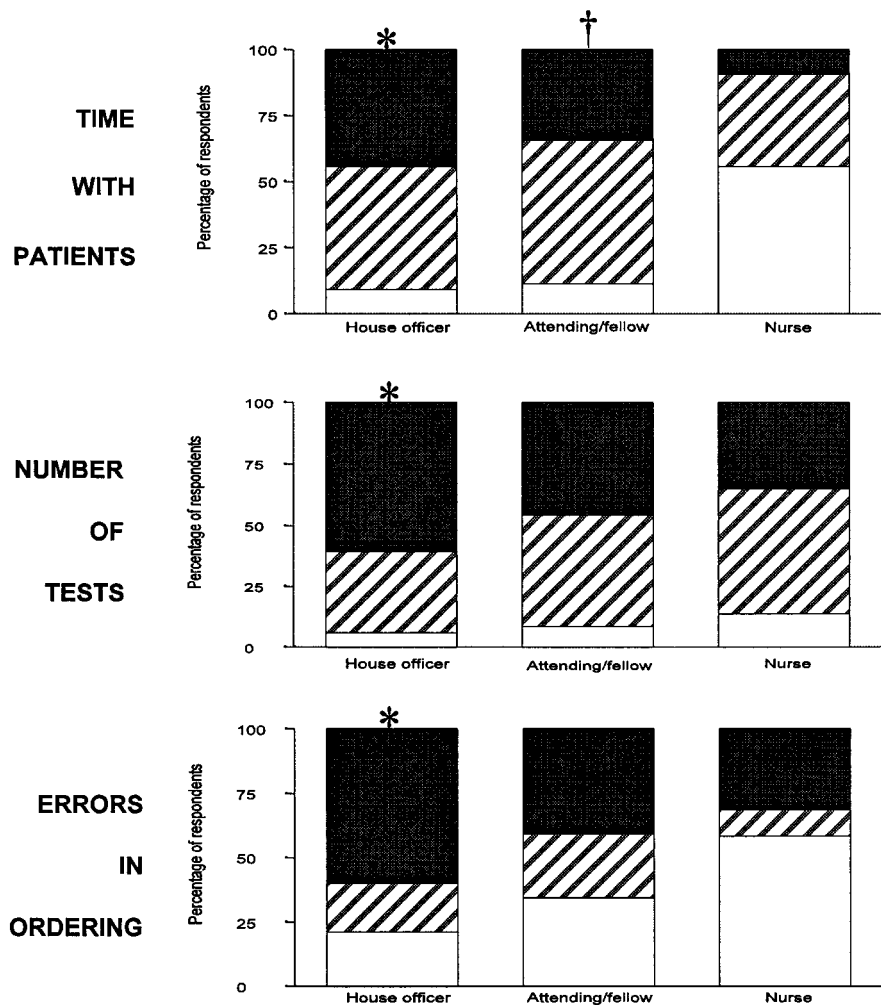 * †
100
75
50
25
0
Percentage of respondents
TIME
WITH
PATIENTS
House officer Attending/fellow Nurse
*
100
75
50
25
0
Percentage of respondents
NUMBER
OF
TESTS
House officer Attending/fellow Nurse
*
100
75
50
25
0
Percentage of respondents
ERRORS
IN
ORDERING
House officer Attending/fellow Nurse